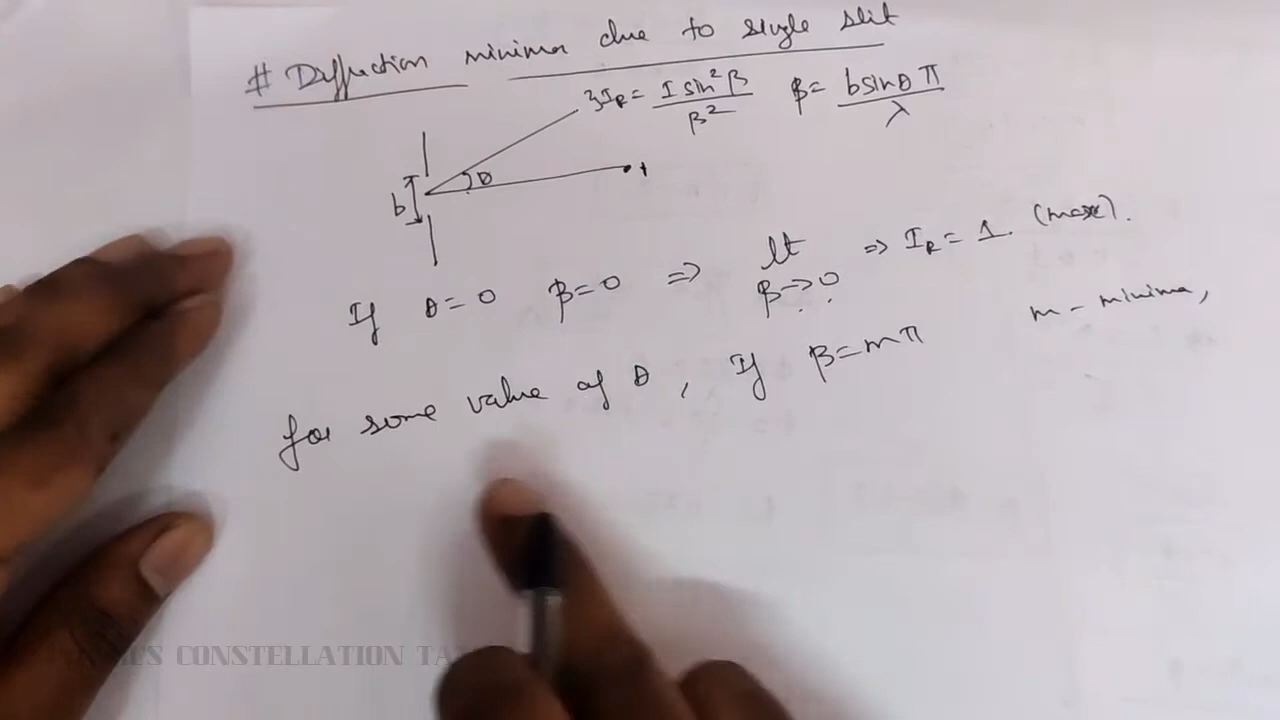 # Diffraction minima due to single slit
I_R = I sin²β / β² β = b sinθ π / λ
θ
b
If θ = 0 β = 0 ⇒ lt β→0 ⇒ I_R = 1. (max).
m - minima,
for some value of θ, If β = mπ
CONSTELLATION TA